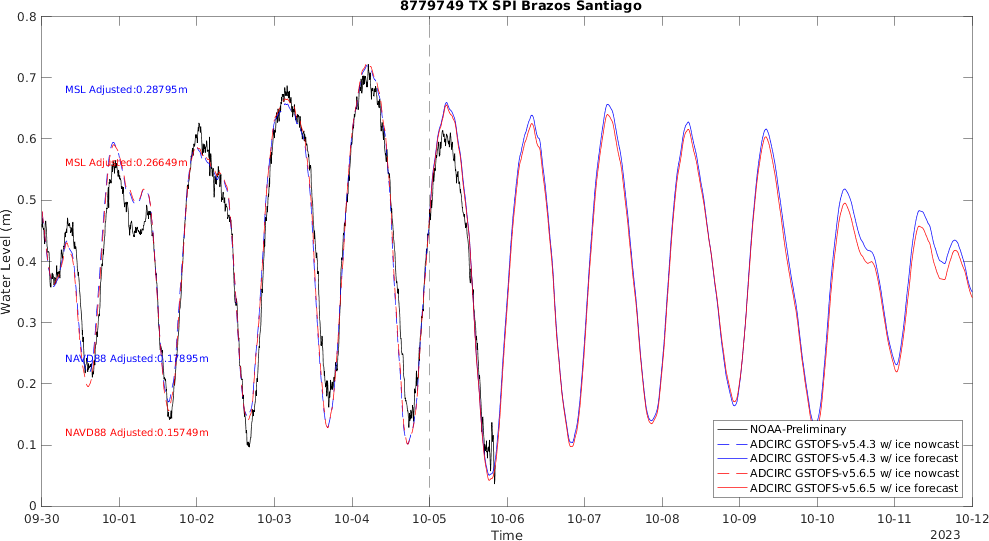 8779749 TX SPI Brazos Santiago
0.8
0.7
0.6
0.5
0.4
0.3
0.2
0.1
0
Water Level (m)
MSL Adjusted:0.28795m
MSL Adjusted:0.26649m
NAVD88 Adjusted:0.17895m
NAVD88 Adjusted:0.15749m
NOAA-Preliminary
ADCIRC GSTOFS-v5.4.3 w/ ice nowcast
ADCIRC GSTOFS-v5.4.3 w/ ice forecast
ADCIRC GSTOFS-v5.6.5 w/ ice nowcast
ADCIRC GSTOFS-v5.6.5 w/ ice forecast
09-30 10-01 10-02 10-03 10-04 10-05 10-06 10-07 10-08 10-09 10-10 10-11 10-12
Time
2023